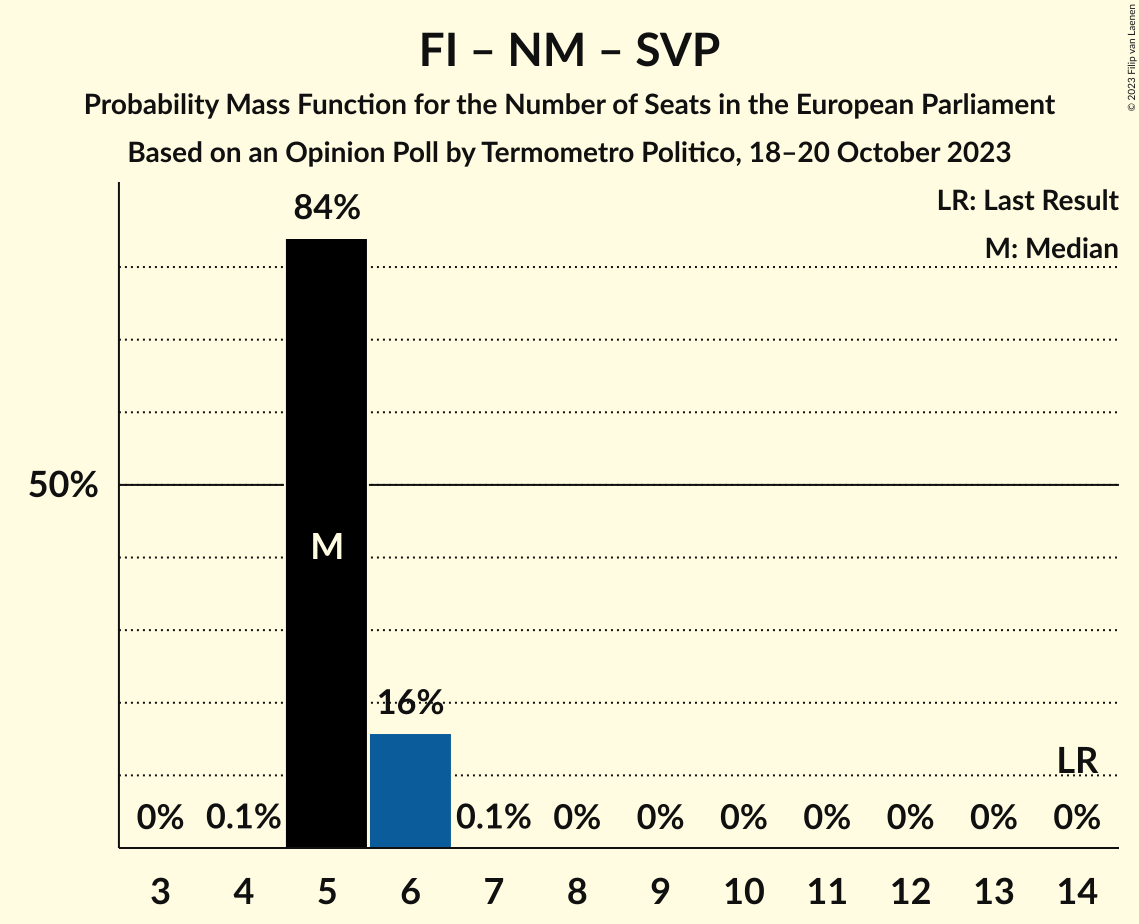 FI – NM – SVP
Probability Mass Function for the Number of Seats in the European Parliament
Based on an Opinion Poll by Termometro Politico, 18–20 October 2023
© 2023 Filip van Laenen
LR: Last Result
M: Median
84%
50%
M
16%
LR
0% 0.1% 0.1% 0% 0% 0% 0% 0% 0% 0%
3 4 5 6 7 8 9 10 11 12 13 14